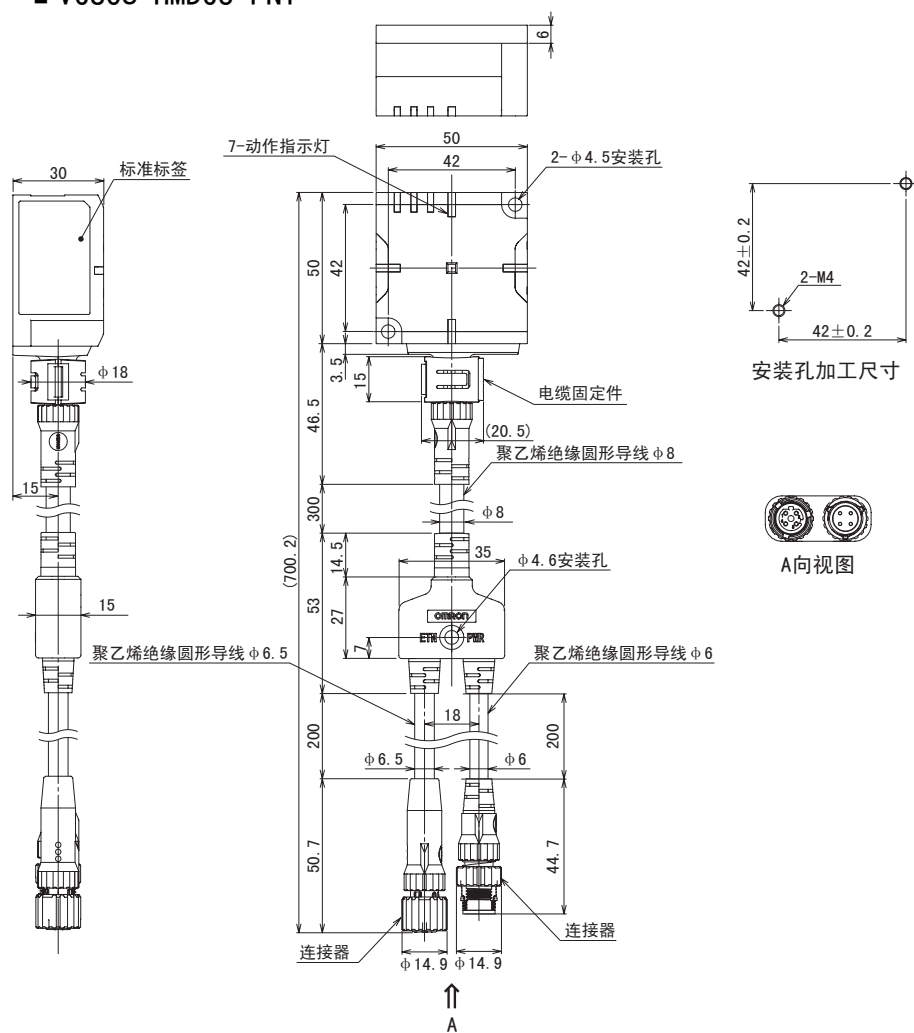 6
50
7-动作指示灯
2-φ4.5安装孔
42
30
标准标签
50
42
42±0.2
2-M4
42±0.2
安装孔加工尺寸
3.5
15
φ18
46.5
电缆固定件
(20.5)
聚乙烯绝缘圆形导线φ8
15
300
φ8
A向视图
(700.2)
14.5
35
φ4.6安装孔
53
27
15
OMRON
ETN
PWR
7
聚乙烯绝缘圆形导线φ6.5
聚乙烯绝缘圆形导线φ6
200
18
200
φ6.5
φ6
50.7
44.7
连接器
连接器
φ14.9
φ14.9
A